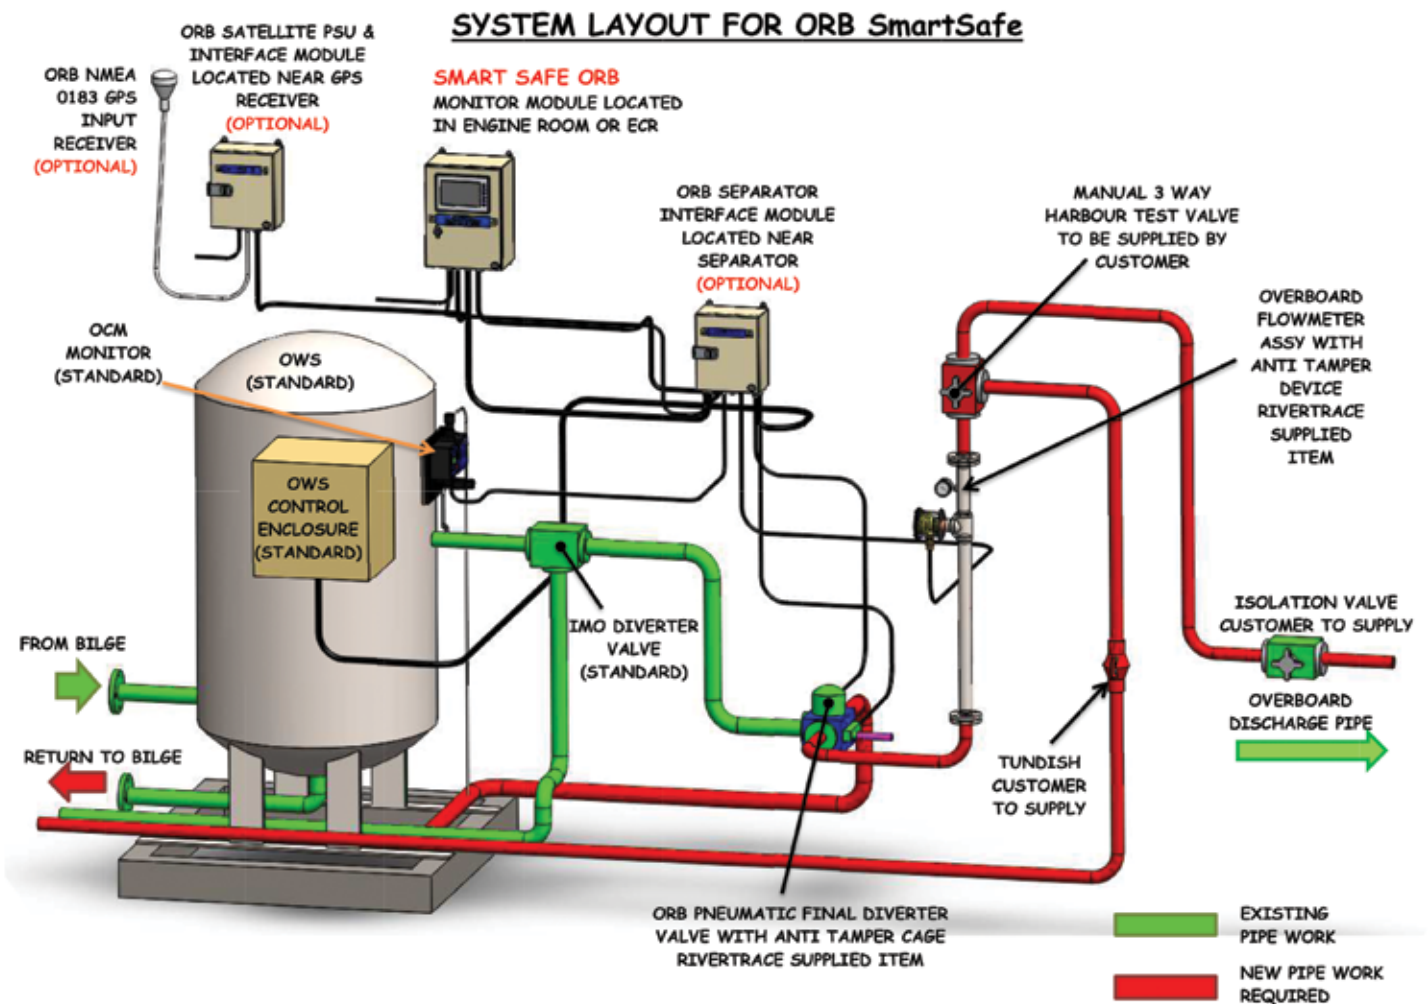 SYSTEM LAYOUT FOR ORB SmartSafe
ORB SATELLITE PSU &
INTERFACE MODULE
LOCATED NEAR GPS
RECEIVER
(OPTIONAL)
ORB NMEA
0183 GPS
INPUT
RECEIVER
(OPTIONAL)
SMART SAFE ORB
MONITOR MODULE LOCATED
IN ENGINE ROOM OR ECR
ORB SEPARATOR
INTERFACE MODULE
LOCATED NEAR
SEPARATOR
(OPTIONAL)
MANUAL 3 WAY
HARBOUR TEST VALVE
TO BE SUPPLIED BY
CUSTOMER
OVERBOARD
FLOWMETER
ASSY WITH
ANTI TAMPER
DEVICE
RIVERTRACE
SUPPLIED
ITEM
OCM
MONITOR
(STANDARD)
OWS
(STANDARD)
OWS
CONTROL
ENCLOSURE
(STANDARD)
IMO DIVERTER
VALVE
(STANDARD)
ISOLATION VALVE
CUSTOMER TO SUPPLY
FROM BILGE
RETURN TO BILGE
OVERBOARD
DISCHARGE PIPE
TUNDISH
CUSTOMER
TO SUPPLY
ORB PNEUMATIC FINAL DIVERTER
VALVE WITH ANTI TAMPER CAGE
RIVERTRACE SUPPLIED ITEM
EXISTING
PIPE WORK
NEW PIPE WORK
REQUIRED